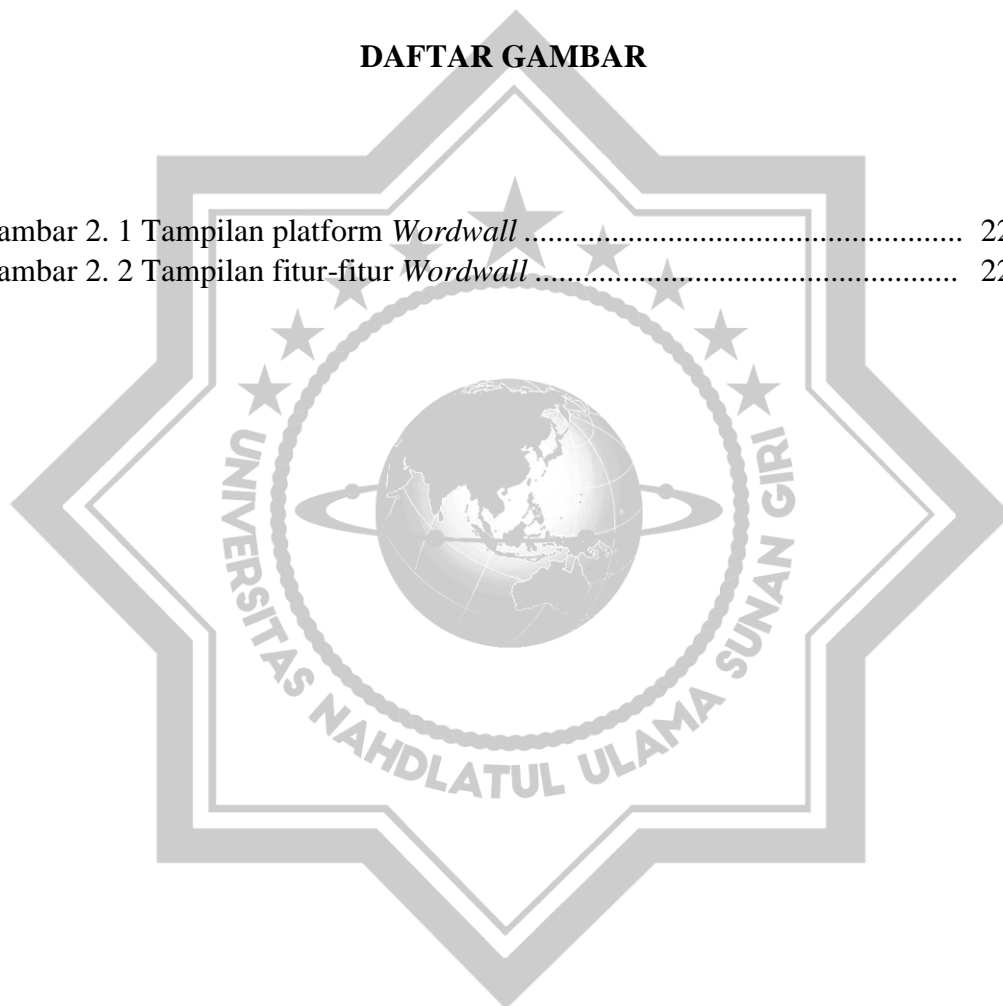 DAFTAR GAMBAR
ambar 2. 1 Tampilan platform Wordwall ....................................................... 22
ambar 2. 2 Tampilan fitur-fitur Wordwall ..................................................... 22
UNIVERSITAS NAHDLATUL ULAMA SUNAN GIRI